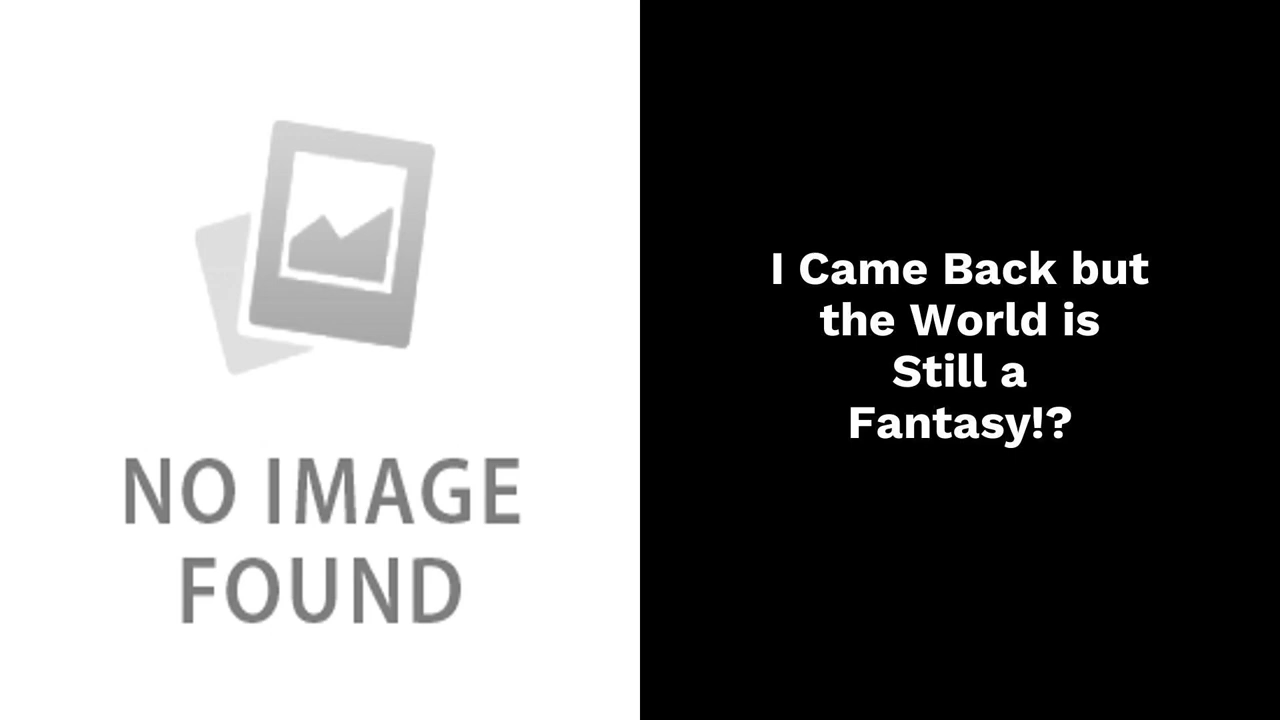 NO IMAGE
FOUND
I Came Back but
the World is
Still a
Fantasy!?